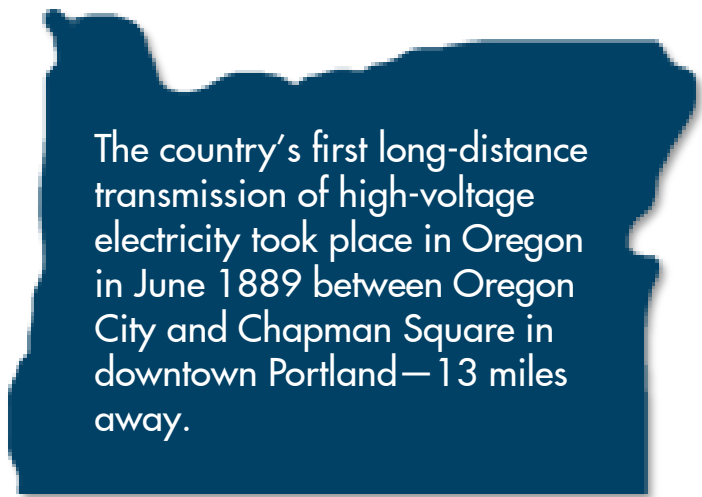 The country’s first long-distance
transmission of high-voltage
electricity took place in Oregon
in June 1889 between Oregon
City and Chapman Square in
downtown Portland—13 miles
away.